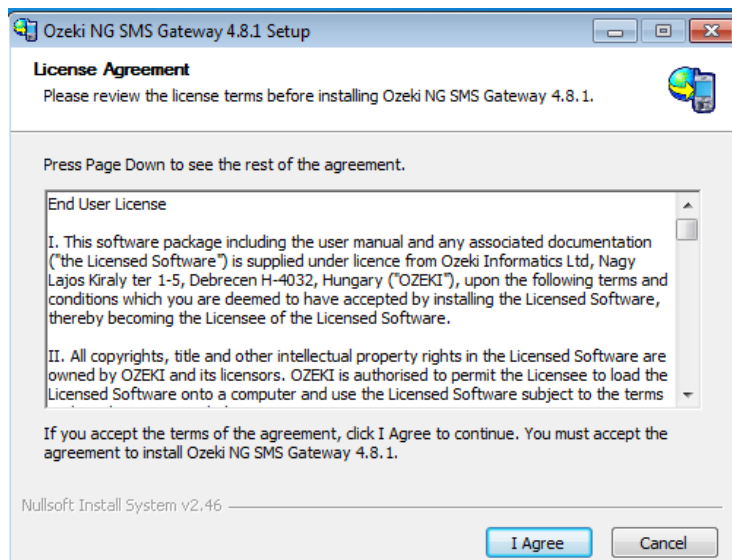 Ozeki NG SMS Gateway 4.8.1 Setup
License Agreement
Please review the license terms before installing Ozeki NG SMS Gateway 4.8.1.
Press Page Down to see the rest of the agreement.
End User License
I. This software package including the user manual and any associated documentation
("the Licensed Software") is supplied under licence from Ozeki Informatics Ltd, Nagy
Lajos Kiraly ter 1-5, Debrecen H-4032, Hungary ("OZEKI"), upon the following terms and
conditions which you are deemed to have accepted by installing the Licensed Software,
thereby becoming the Licensee of the Licensed Software.
II. All copyrights, title and other intellectual property rights in the Licensed Software are
owned by OZEKI and its licensors. OZEKI is authorised to permit the Licensee to load the
Licensed Software onto a computer and use the Licensed Software subject to the terms
If you accept the terms of the agreement, click I Agree to continue. You must accept the
agreement to install Ozeki NG SMS Gateway 4.8.1.
Nullsoft Install System v2.46
I Agree
Cancel